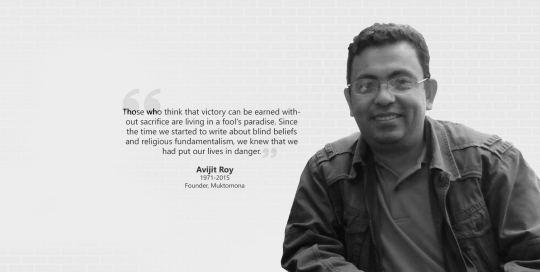 Those who think that victory can be earned with-
out sacrifice are living in a fool's paradise. Since
the time we started to write about blind beliefs
and religious fundamentalism, we knew that we
had put our lives in danger.
Avijit Roy
1971-2015
Founder, Muktomona